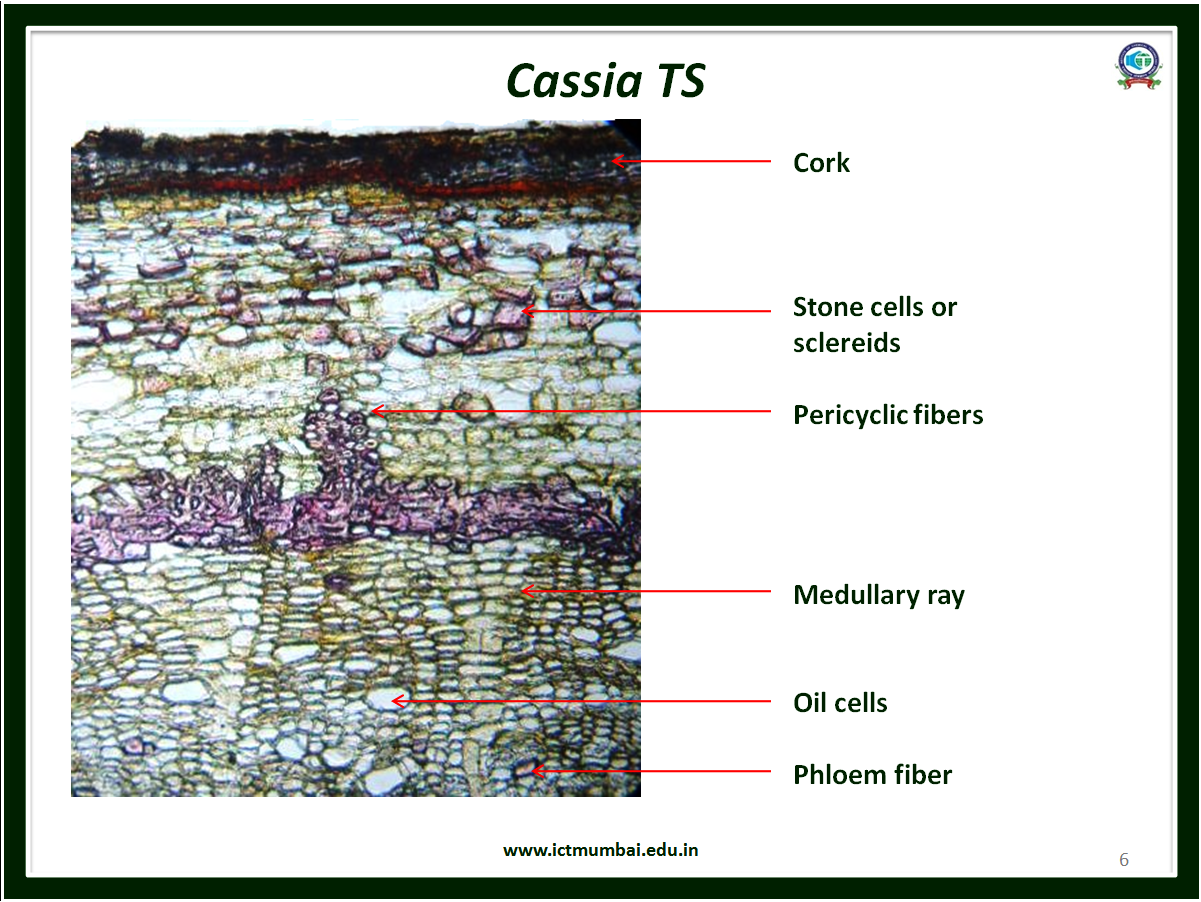 Cassia TS
Cork
Stone cells or
sclereids
Pericyclic fibers
Medullary ray
Oil cells
Phloem fiber
www.ictmumbai.edu.in
6